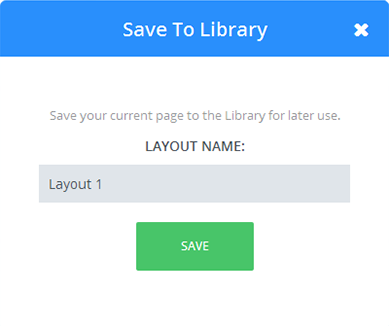 Save To Library
Save your current page to the Library for later use.
LAYOUT NAME:
Layout 1
SAVE